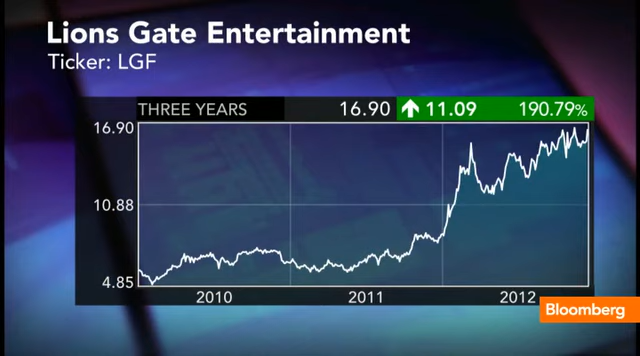 Lions Gate Entertainment
Ticker: LGF
THREE YEARS 16.90 11.09 190.79%
16.90
10.88
4.85
2010 2011 2012
Bloomberg